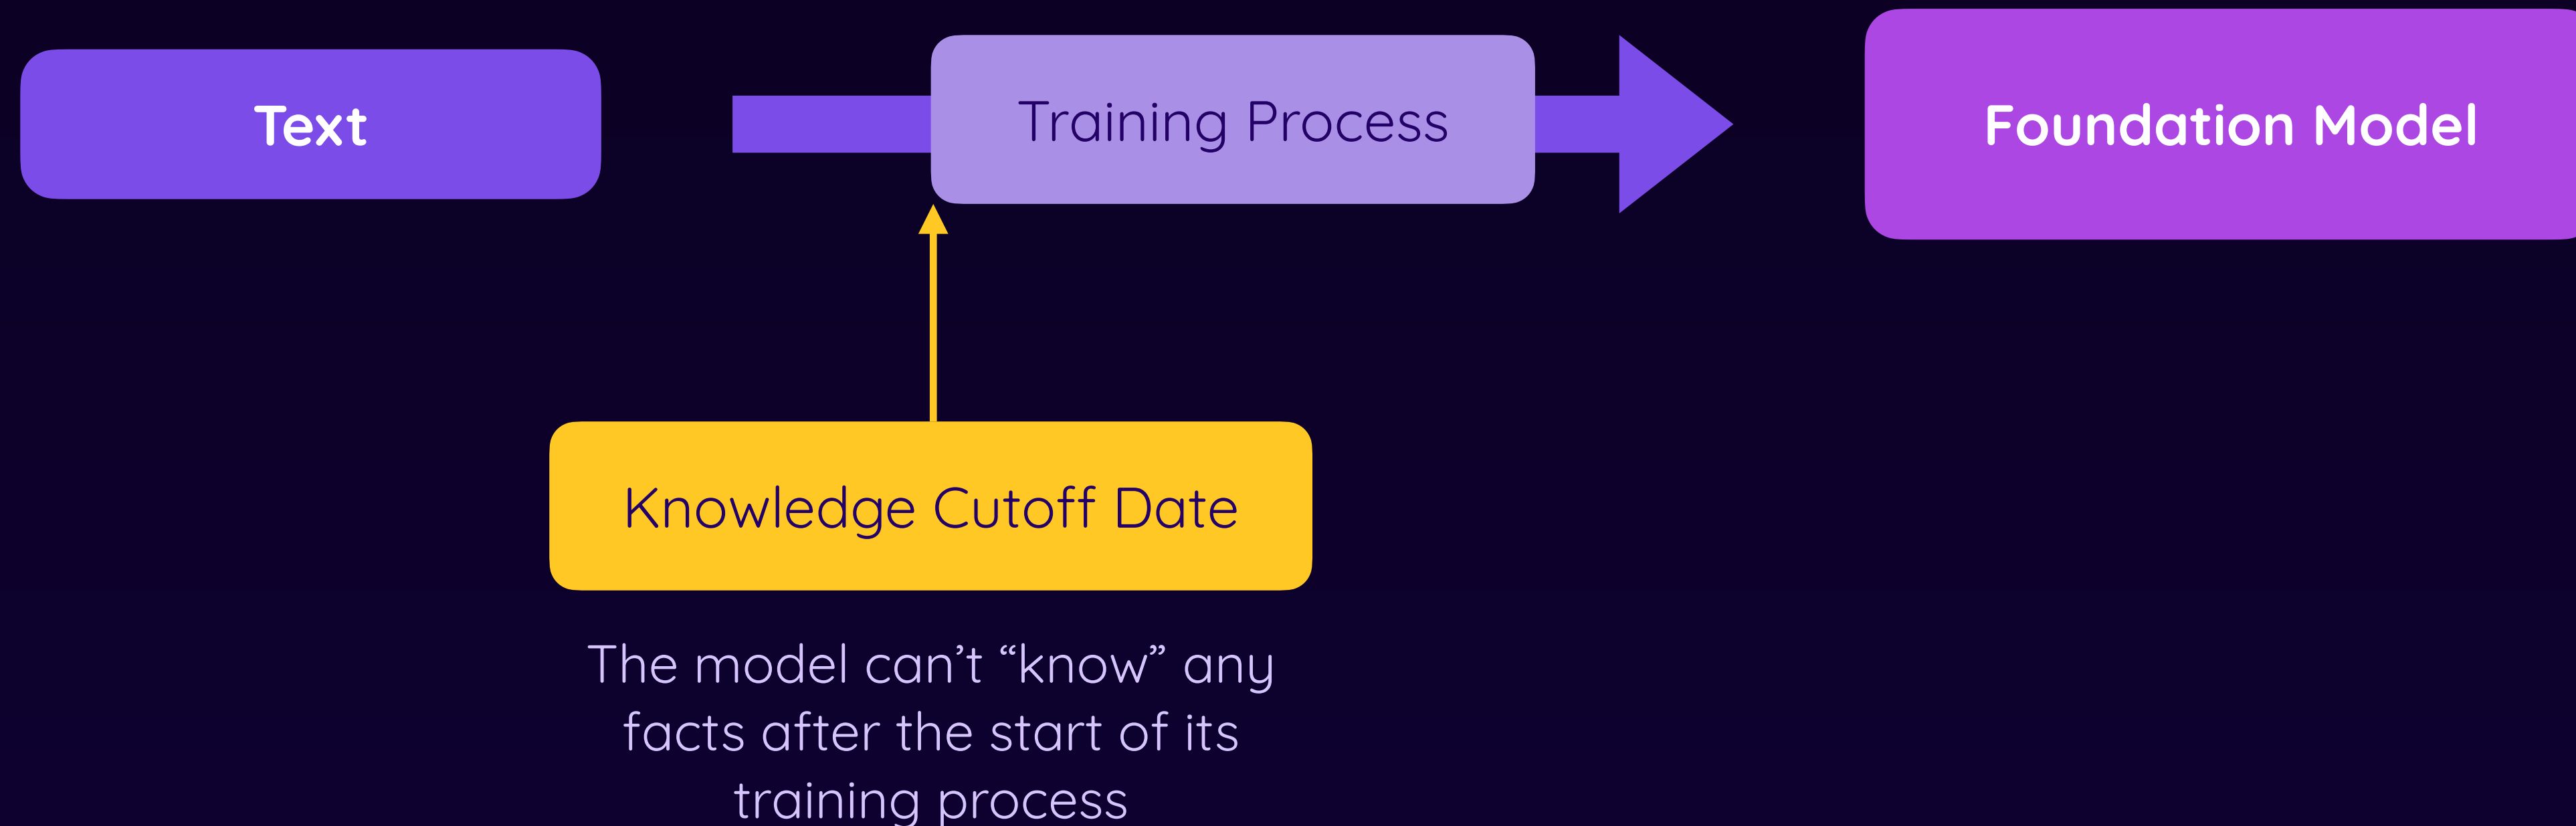 Text
Training Process
Foundation Model
Knowledge Cutoff Date
The model can’t “know” any
facts after the start of its
training process